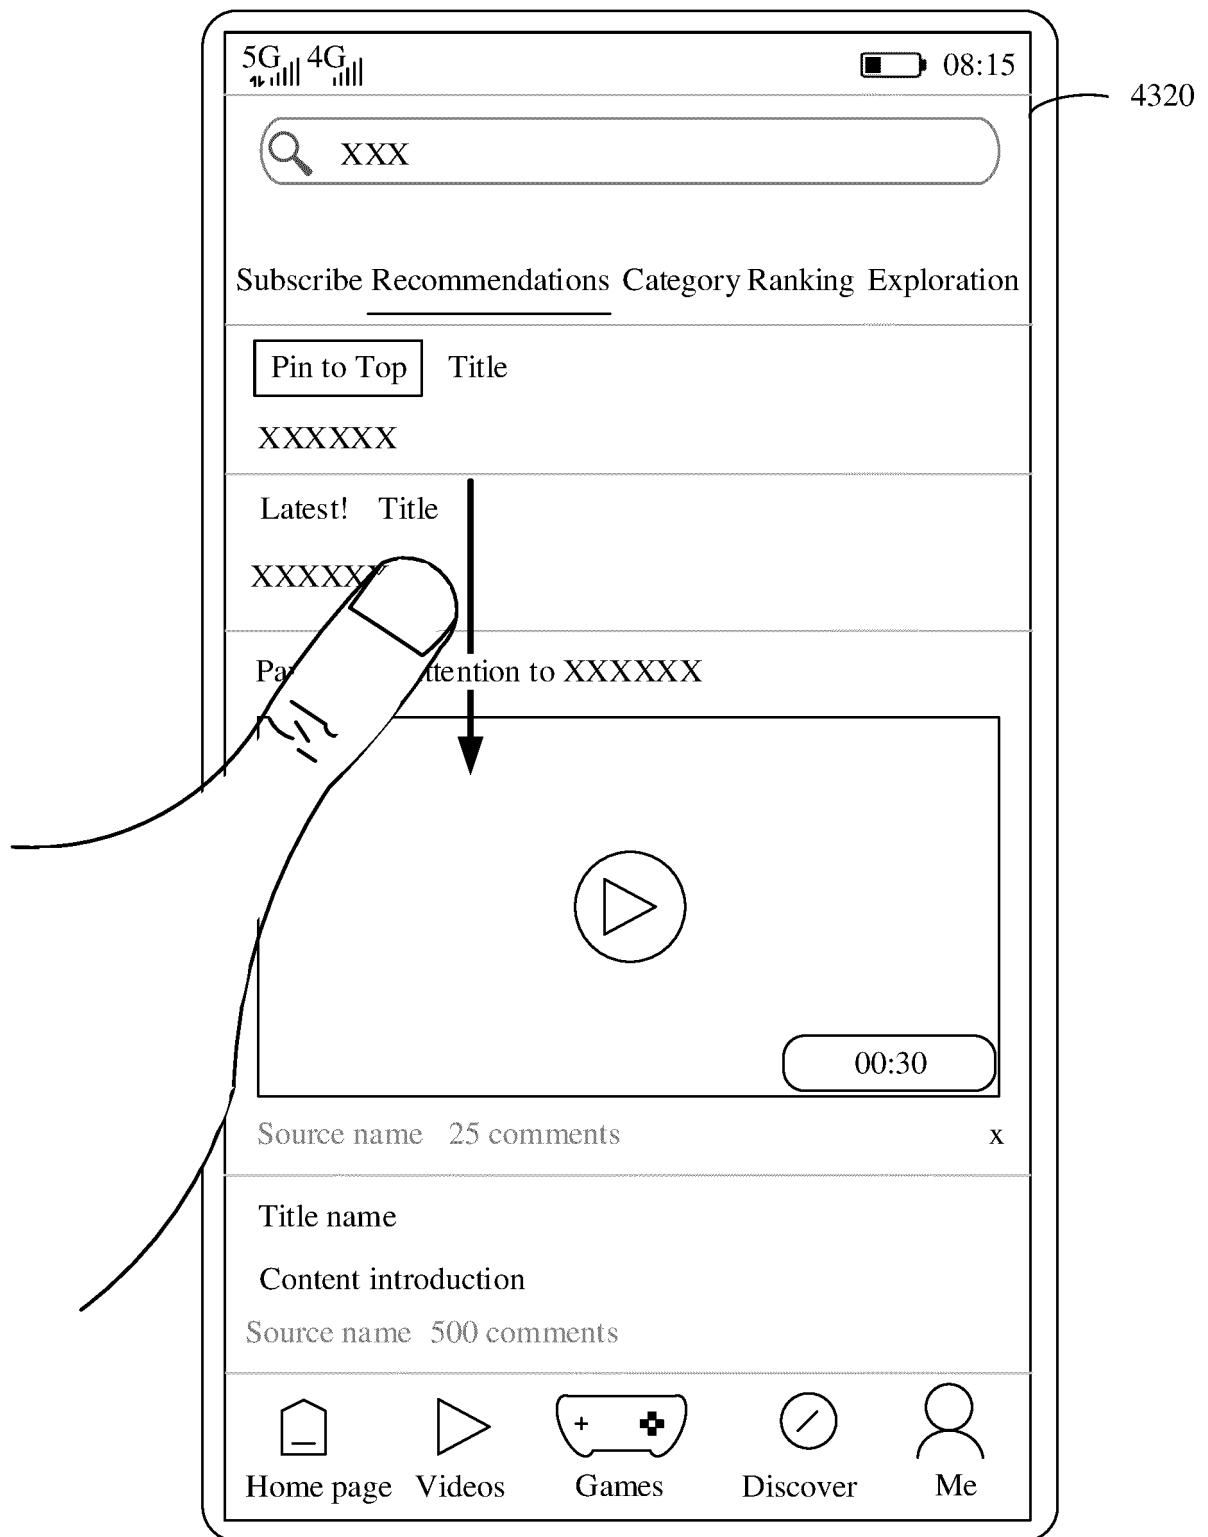 5G 4G 08:15
4320
XXX
Subscribe Recommendations Category Ranking Exploration
Pin to Top Title
XXXXXX
Latest! Title
to XXXXXX
00:30
Source name 25 comments x
Title name
Content introduction
Source name 500 comments
Home page Videos Games Discover Me